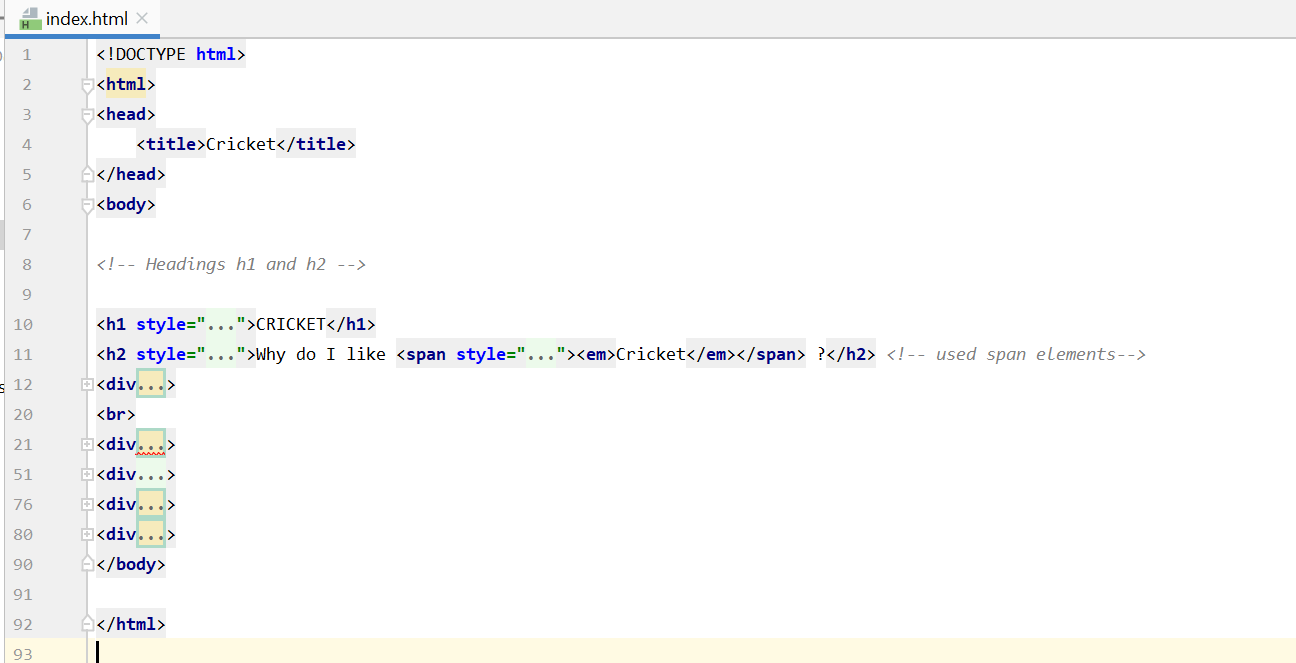 index.html
1 <!DOCTYPE html>
2 <html>
3 <head>
4     <title>Cricket</title>
5 </head>
6 <body>
7
8 <!-- Headings h1 and h2 -->
9
10 <h1 style="...">CRICKET</h1>
11 <h2 style="...">Why do I like <span style="..."><em>Cricket</em></span> ?</h2> <!-- used span elements-->
12 <div...>
20 <br>
21 <div...>
51 <div...>
76 <div...>
80 <div...>
90 </body>
91
92 </html>
93